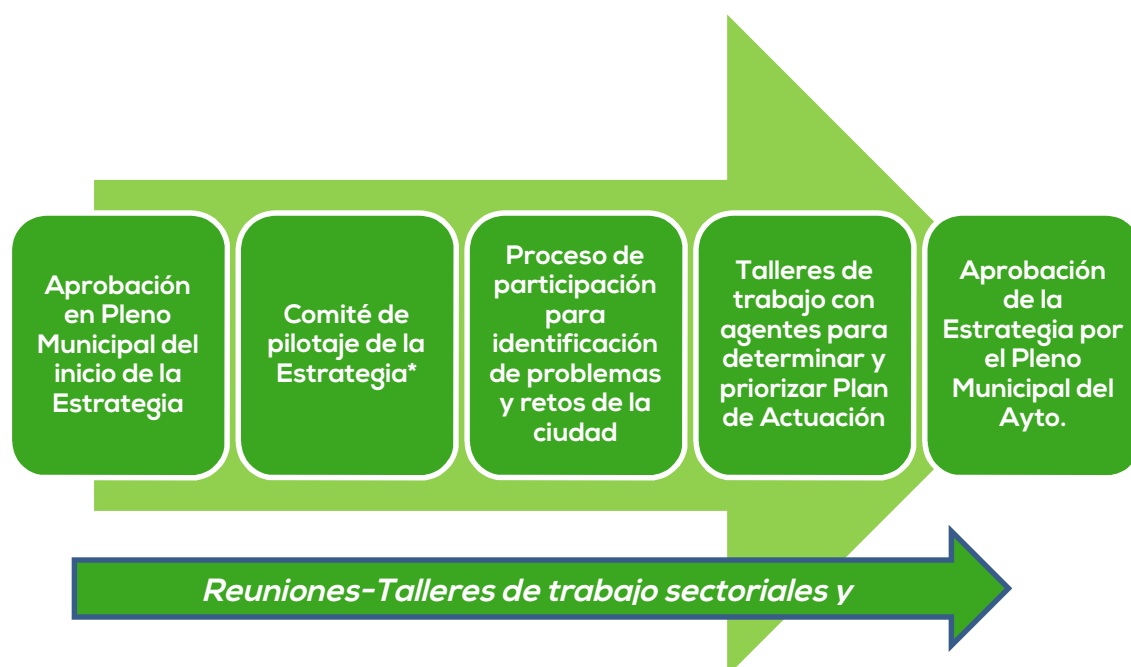 Aprobación
en Pleno
Municipal del
inicio de la
Estrategia
Comité de
pilotaje de la
Estrategia*
Proceso de
participación
para
identificación
de problemas
y retos de la
ciudad
Talleres de
trabajo con
agentes para
determinar y
priorizar Plan
de Actuación
Aprobación
de la
Estrategia por
el Pleno
Municipal del
Ayto.
Reuniones-Talleres de trabajo sectoriales y